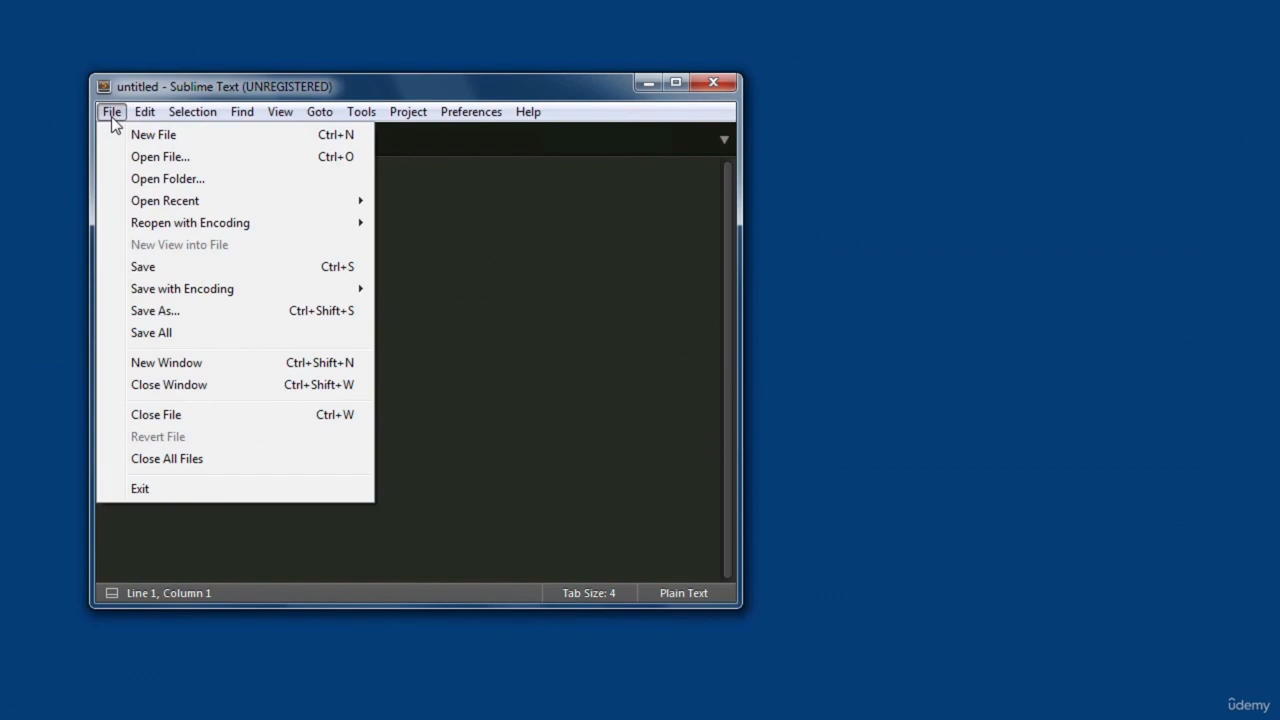 untitled - Sublime Text (UNREGISTERED)
File Edit Selection Find View Goto Tools Project Preferences Help
New File Ctrl+N
Open File... Ctrl+O
Open Folder...
Open Recent
Reopen with Encoding
New View into File
Save Ctrl+S
Save with Encoding
Save As... Ctrl+Shift+S
Save All
New Window Ctrl+Shift+N
Close Window Ctrl+Shift+W
Close File Ctrl+W
Revert File
Close All Files
Exit
Line 1, Column 1 Tab Size: 4 Plain Text
ûdemy